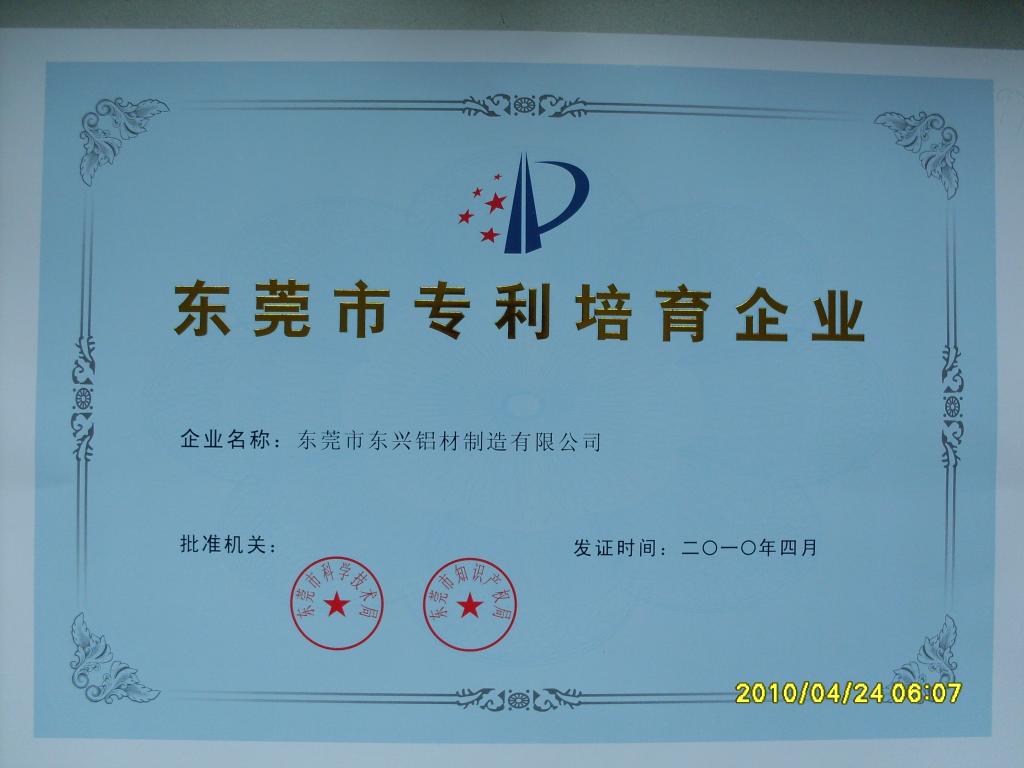 东莞市专利培育企业
企业名称：东莞市东兴铝材制造有限公司
批准机关：
发证时间：二〇一〇年四月
东莞市科学技术局
东莞市知识产权局
2010/04/24 06:07